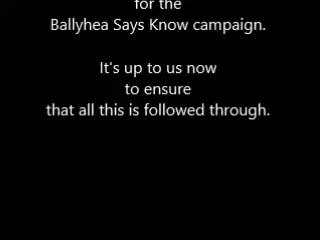 for the
Ballyhea Says Know campaign.
It's up to us now
to ensure
that all this is followed through.